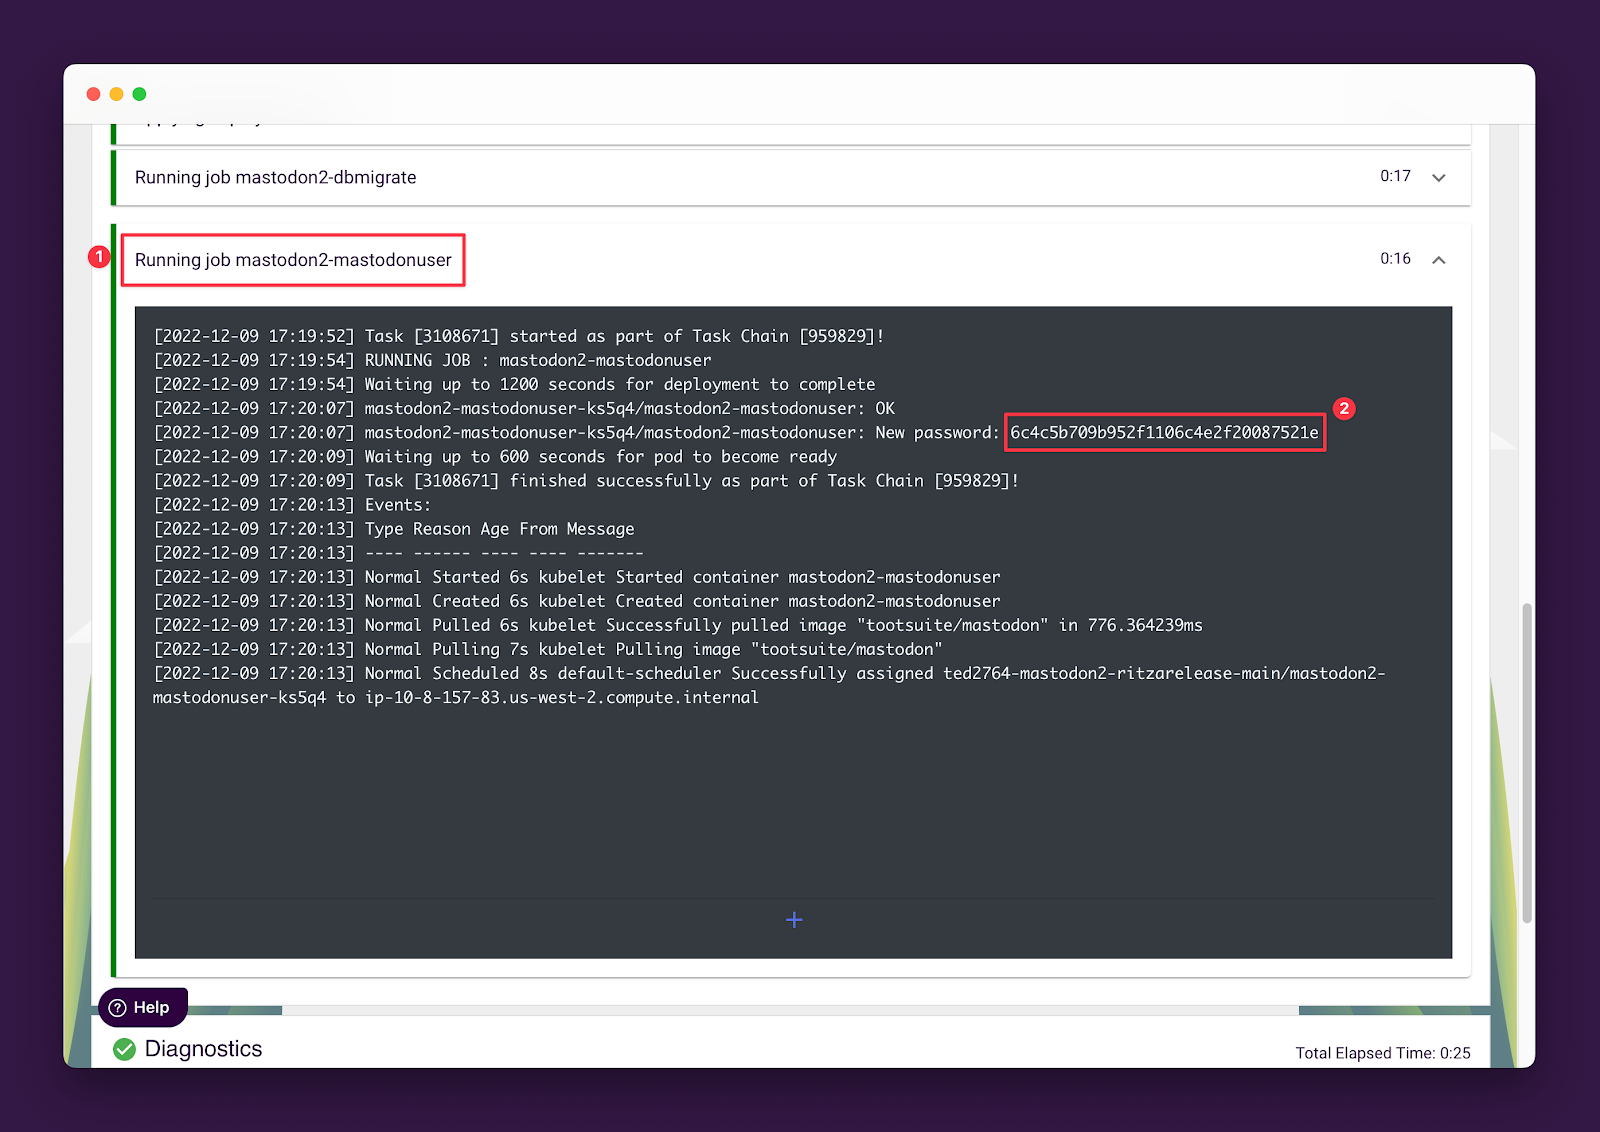 Running job mastodon2-dbmigrate 0:17
1
Running job mastodon2-mastodonuser 0:16
[2022-12-09 17:19:52] Task [3108671] started as part of Task Chain [959829]!
[2022-12-09 17:19:54] RUNNING JOB : mastodon2-mastodonuser
[2022-12-09 17:19:54] Waiting up to 1200 seconds for deployment to complete
[2022-12-09 17:20:07] mastodon2-mastodonuser-ks5q4/mastodon2-mastodonuser: OK
2
[2022-12-09 17:20:07] mastodon2-mastodonuser-ks5q4/mastodon2-mastodonuser: New password: 6c4c5b709b952f1106c4e2f20087521e
[2022-12-09 17:20:09] Waiting up to 600 seconds for pod to become ready
[2022-12-09 17:20:09] Task [3108671] finished successfully as part of Task Chain [959829]!
[2022-12-09 17:20:13] Events:
[2022-12-09 17:20:13] Type Reason Age From Message
[2022-12-09 17:20:13] ---- ------ ---- ---- -------
[2022-12-09 17:20:13] Normal Started 6s kubelet Started container mastodon2-mastodonuser
[2022-12-09 17:20:13] Normal Created 6s kubelet Created container mastodon2-mastodonuser
[2022-12-09 17:20:13] Normal Pulled 6s kubelet Successfully pulled image "tootsuite/mastodon" in 776.364239ms
[2022-12-09 17:20:13] Normal Pulling 7s kubelet Pulling image "tootsuite/mastodon"
[2022-12-09 17:20:13] Normal Scheduled 8s default-scheduler Successfully assigned ted2764-mastodon2-ritzarelease-main/mastodon2-
mastodonuser-ks5q4 to ip-10-8-157-83.us-west-2.compute.internal
+
? Help
Diagnostics
Total Elapsed Time: 0:25